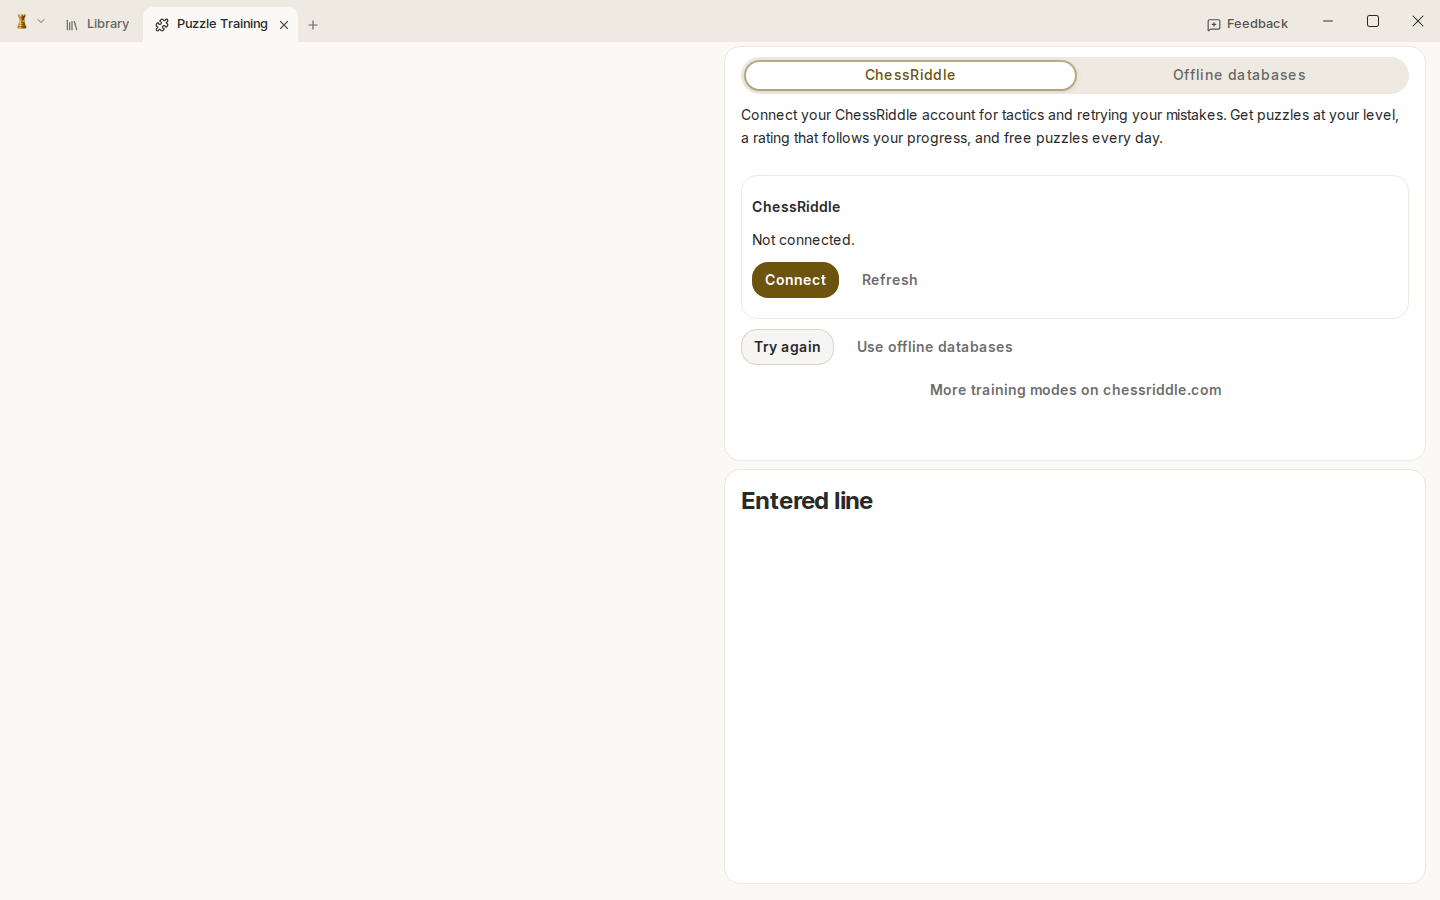 Library
Puzzle Training
Feedback
ChessRiddle
Offline databases
Connect your ChessRiddle account for tactics and retrying your mistakes. Get puzzles at your level,
a rating that follows your progress, and free puzzles every day.
ChessRiddle
Not connected.
Connect
Refresh
Try again
Use offline databases
More training modes on chessriddle.com
Entered line